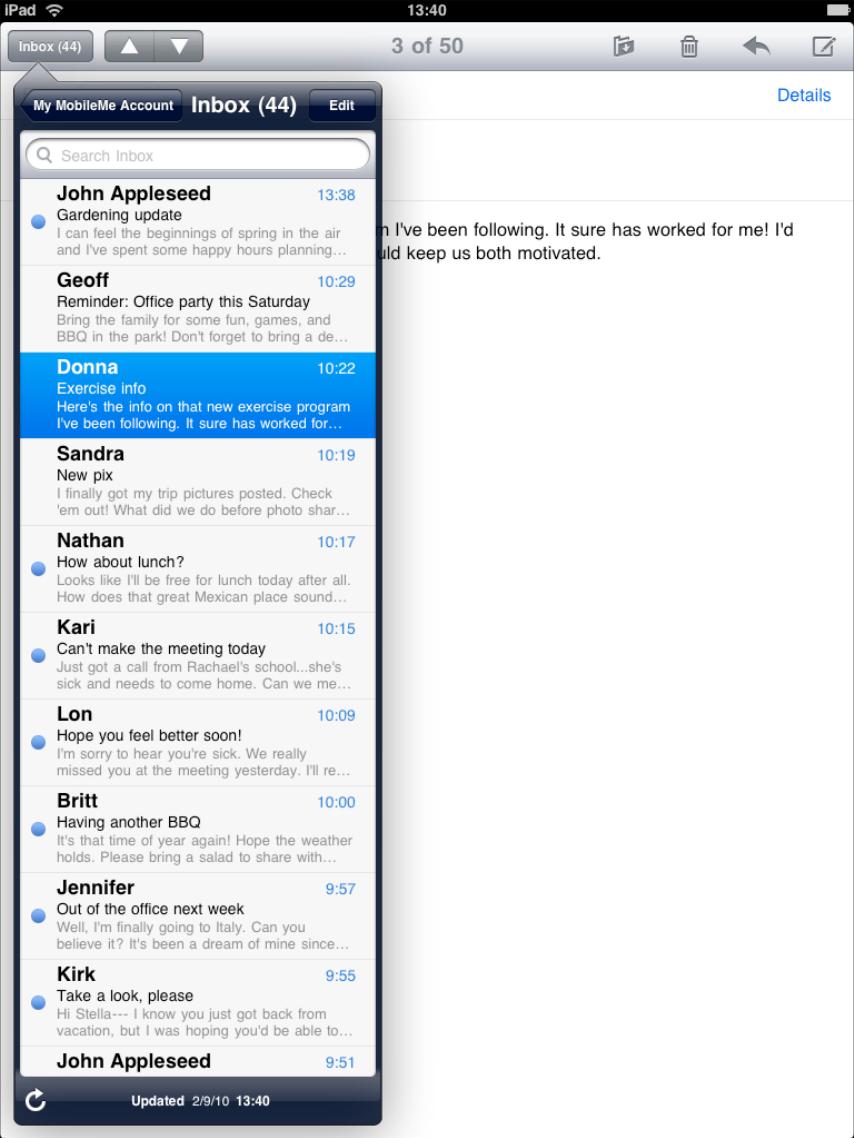 iPad
13:40
Inbox (44)
3 of 50
My MobileMe Account
Inbox (44)
Edit
Details
Search Inbox
I've been following. It sure has worked for me! I'd
keep us both motivated.
John Appleseed 13:38
Gardening update
I can feel the beginnings of spring in the air
and I've spent some happy hours planning…
Geoff 10:29
Reminder: Office party this Saturday
Bring the family for some fun, games, and
BBQ in the park! Don't forget to bring a de…
Donna 10:22
Exercise info
Here's the info on that new exercise program
I've been following. It sure has worked for…
Sandra 10:19
New pix
I finally got my trip pictures posted. Check
'em out! What did we do before photo shar…
Nathan 10:17
How about lunch?
Looks like I'll be free for lunch today after all.
How does that great Mexican place sound…
Kari 10:15
Can't make the meeting today
Just got a call from Rachael's school...she's
sick and needs to come home. Can we me…
Lon 10:09
Hope you feel better soon!
I'm sorry to hear you're sick. We really
missed you at the meeting yesterday. I'll re…
Britt 10:00
Having another BBQ
It's that time of year again! Hope the weather
holds. Please bring a salad to share with…
Jennifer 9:57
Out of the office next week
Well, I'm finally going to Italy. Can you
believe it? It's been a dream of mine since…
Kirk 9:55
Take a look, please
Hi Stella--- I know you just got back from
vacation, but I was hoping you'd be able to…
John Appleseed 9:51
Updated 2/9/10 13:40